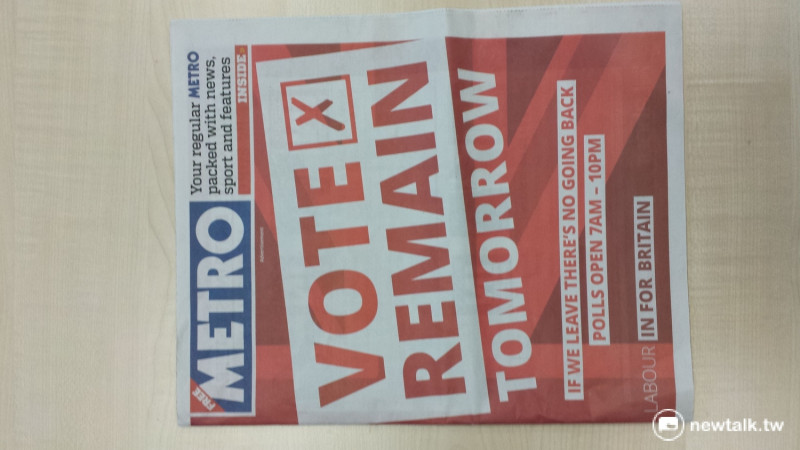 FREE
METRO
Your regular METRO
packed with news,
sport and features
INSIDE
Advertisement
VOTE X
REMAIN
TOMORROW
IF WE LEAVE THERE'S NO GOING BACK
POLLS OPEN 7AM – 10PM
LABOUR IN FOR BRITAIN
newtalk.tw